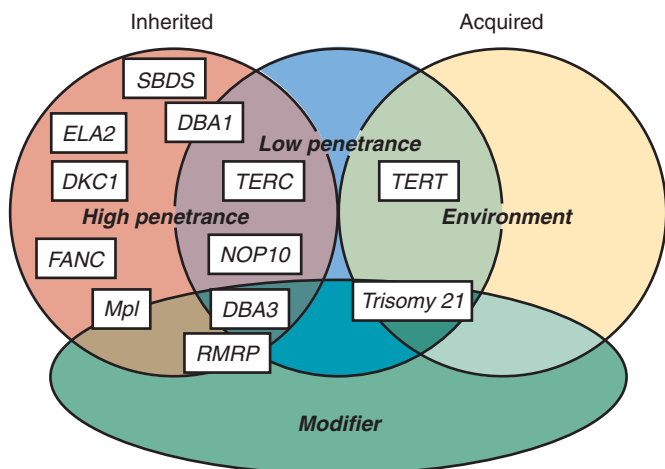 Inherited
Acquired
SBDS
DBA1
ELA2
Low penetrance
DKC1
TERC
TERT
High penetrance
Environment
FANC
NOP10
Mpl
DBA3
Trisomy 21
RMRP
Modifier